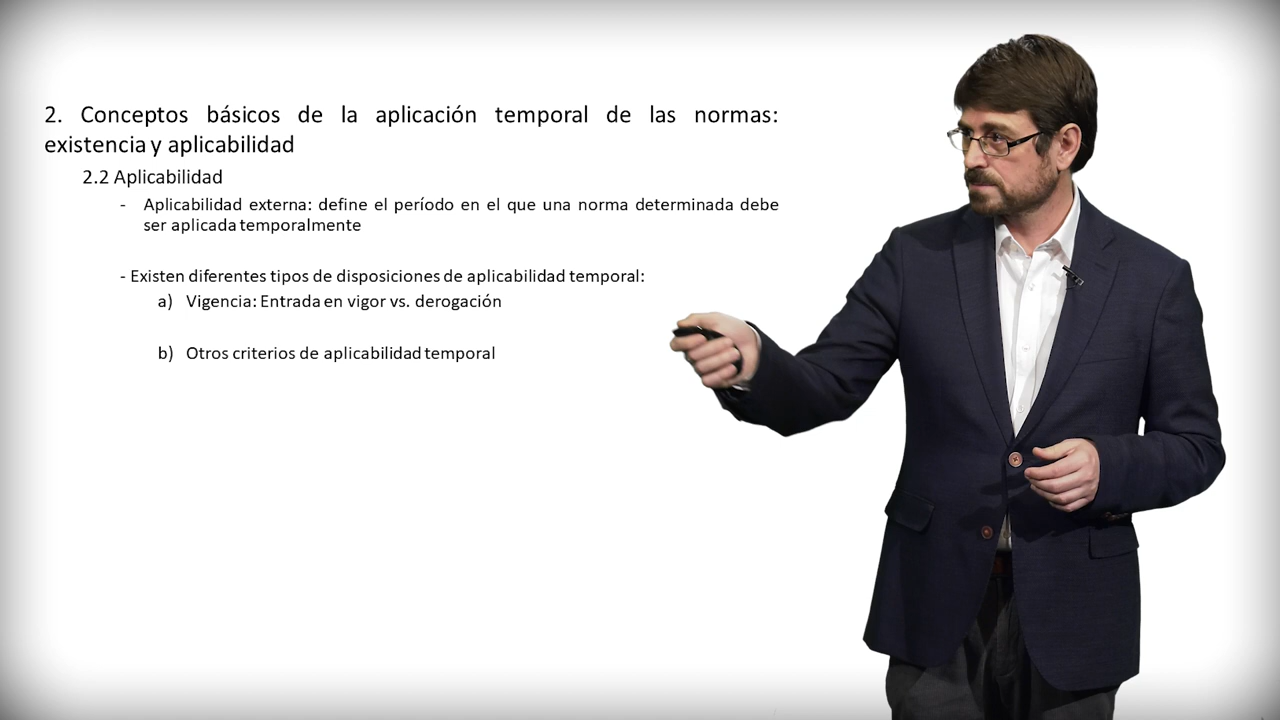 2. Conceptos básicos de la aplicación temporal de las normas:
existencia y aplicabilidad
2.2 Aplicabilidad
- Aplicabilidad externa: define el período en el que una norma determinada debe
ser aplicada temporalmente
- Existen diferentes tipos de disposiciones de aplicabilidad temporal:
a) Vigencia: Entrada en vigor vs. derogación
b) Otros criterios de aplicabilidad temporal